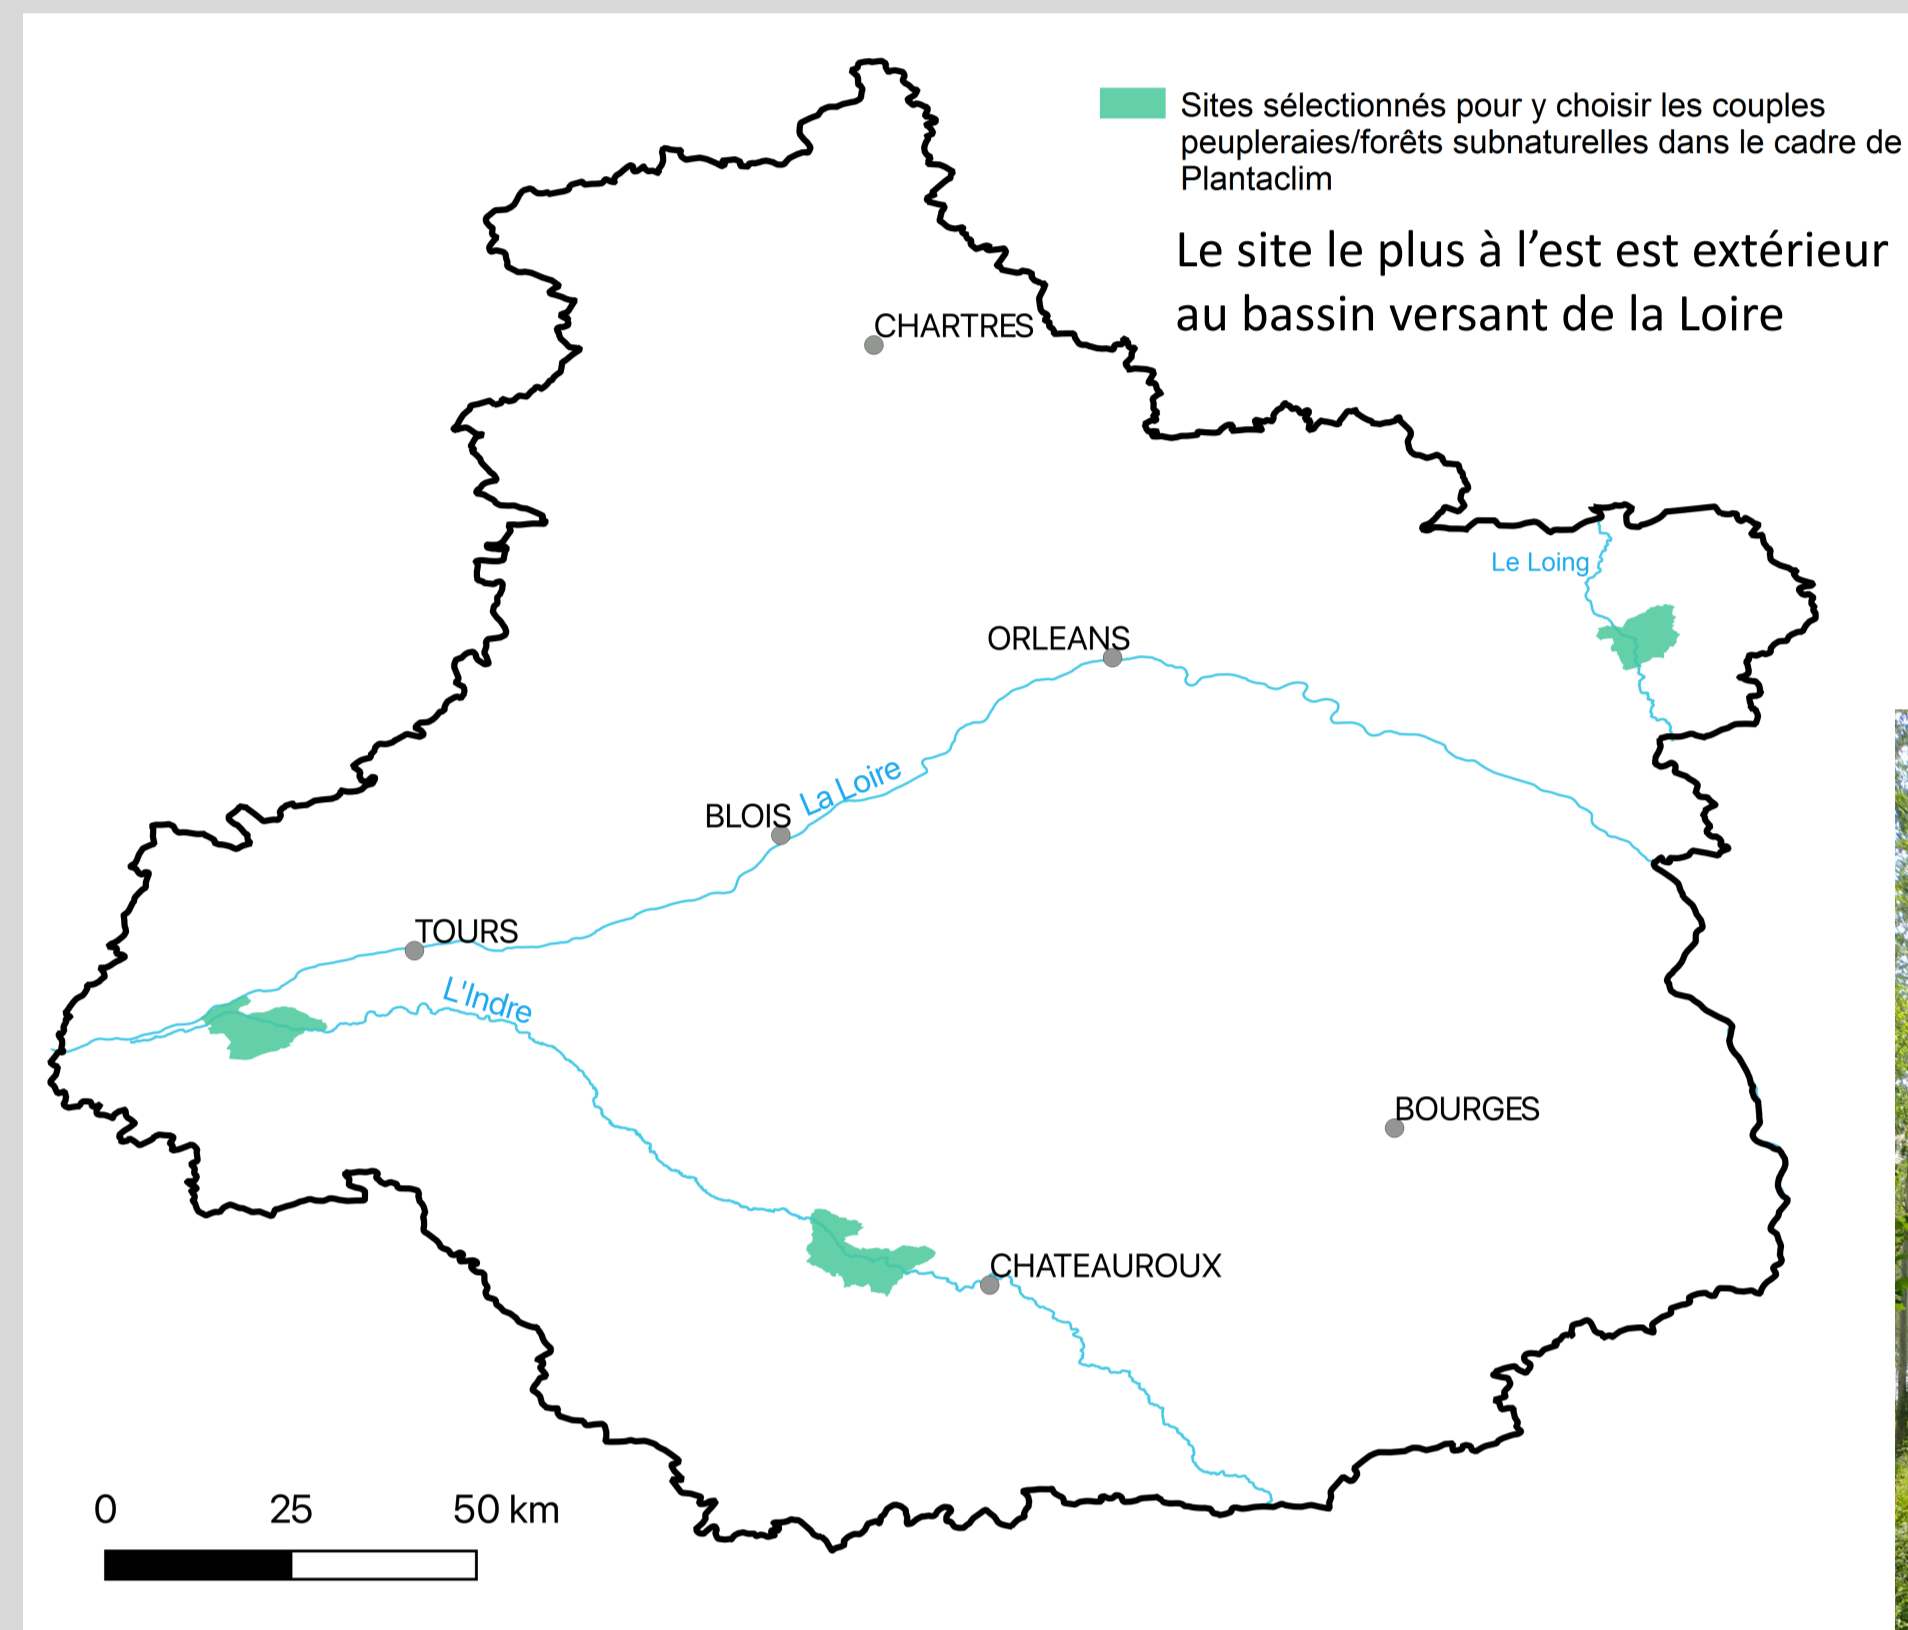 Sites sélectionnés pour y choisir les couples
peupleraies/forêts subnaturelles dans le cadre de
Plantaclim
Le site le plus à l’est est extérieur
au bassin versant de la Loire
CHARTRES
Le Loing
ORLEANS
La Loire
BLOIS
TOURS
L'Indre
BOURGES
CHATEAUROUX
0 25 50 km